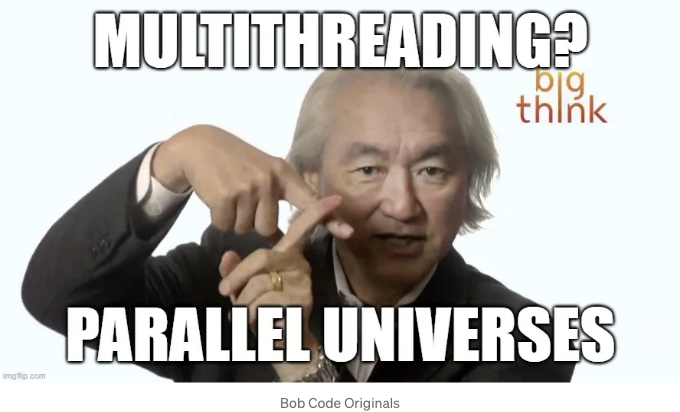 MULTITHREADING?
big
think
PARALLEL UNIVERSES
imgflip.com
Bob Code Originals